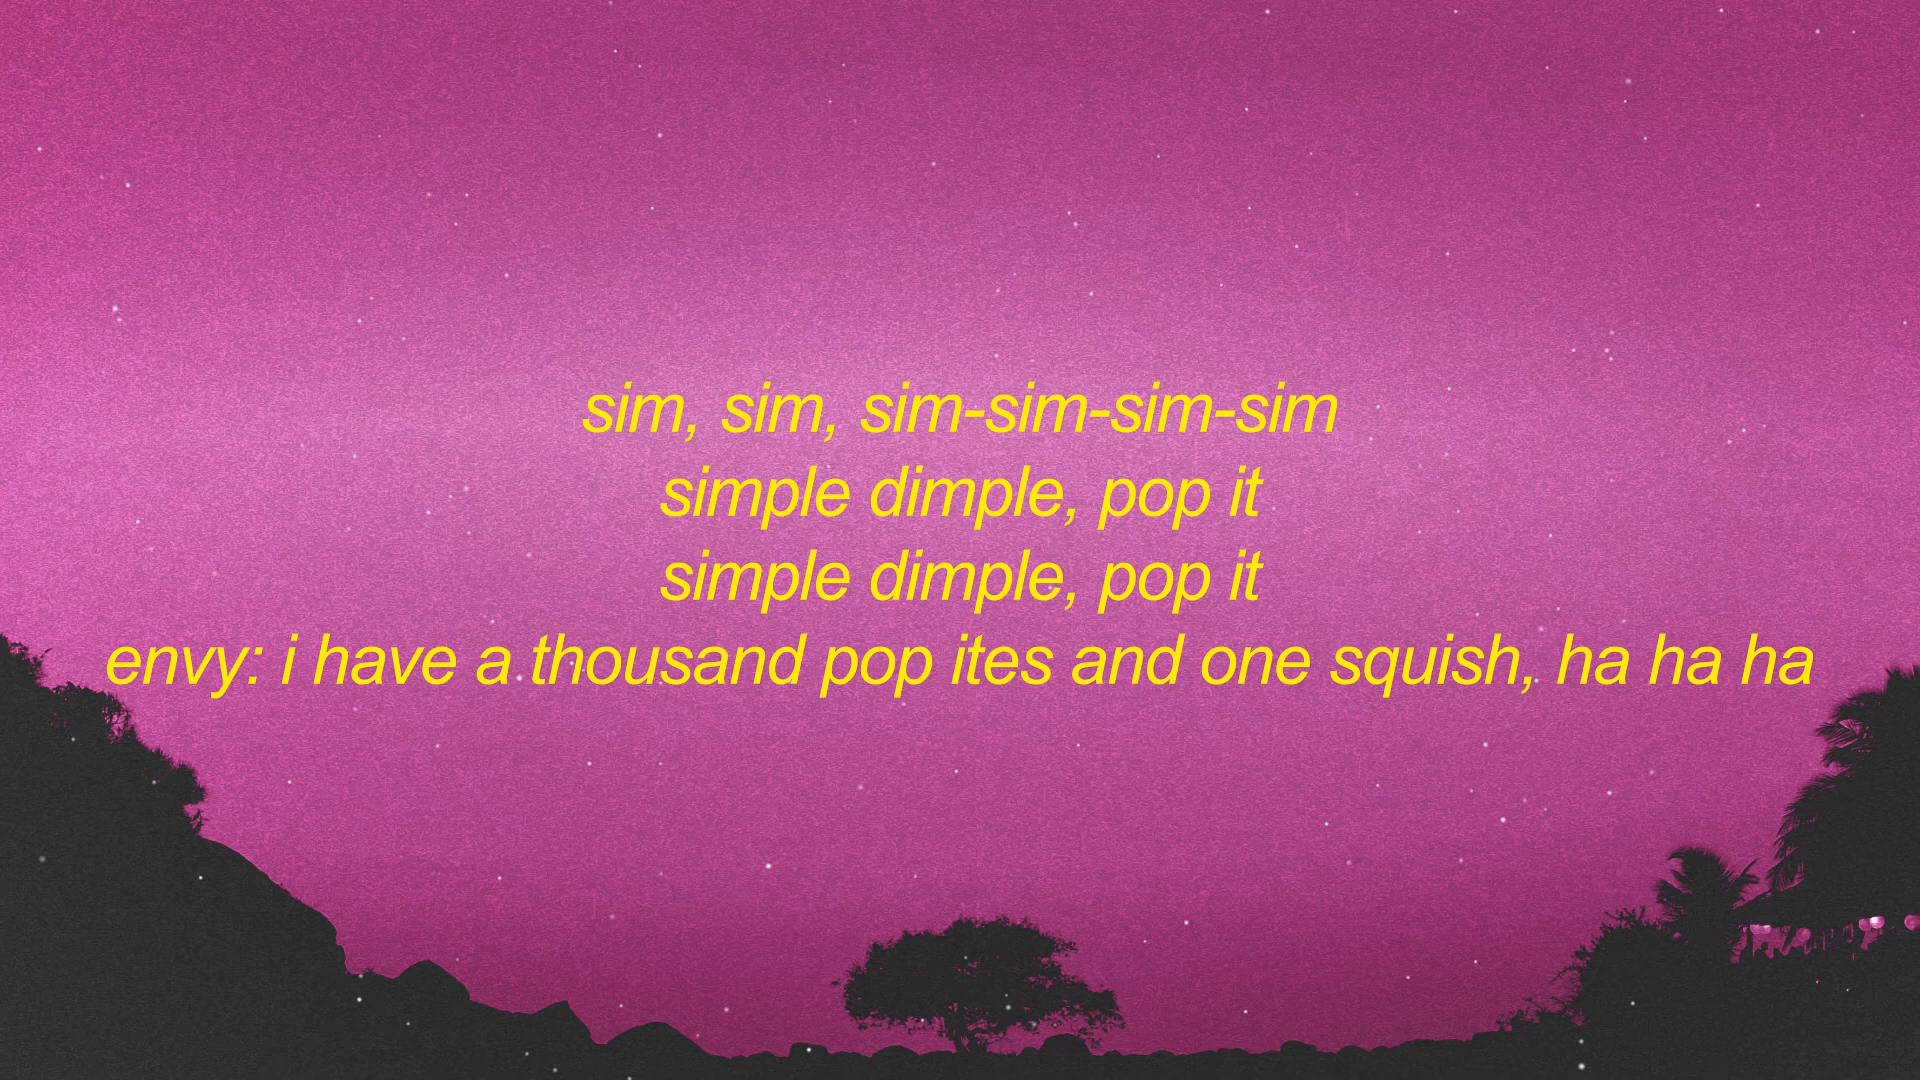 sim, sim, sim-sim-sim-sim
simple dimple, pop it
simple dimple, pop it
envy: i have a thousand pop ites and one squish, ha ha ha